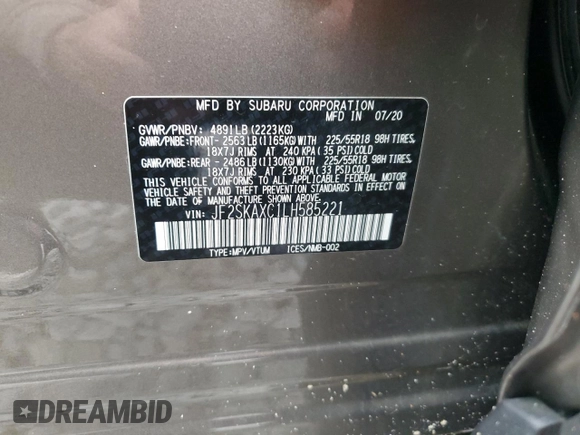 MFD BY SUBARU CORPORATION
MFD IN 07/20
GVWR/PNBV: 4891LB(2223KG)
GAWR/PNBE:FRONT- 2563LB(1165KG)WITH 225/55R18 98H TIRES,
18X7J RIMS AT 240 KPA(35 PSI)COLD
GAWR/PNBE:REAR - 2486LB(1130KG)WITH 225/55R18 98H TIRES,
18X7J RIMS AT 230 KPA(33 PSI)COLD
THIS VEHICLE CONFORMS TO ALL APPLICABLE FEDERAL MOTOR
VEHICLE SAFETY AND THEFT PREVENTION STANDARDS IN EFFECT ON
THE DATE OF MANUFACTURE SHOWN ABOVE.
VIN: JF2SKAXC1LH585221
TYPE:MPV/VTUM ICES/NMB-002
DREAMBID